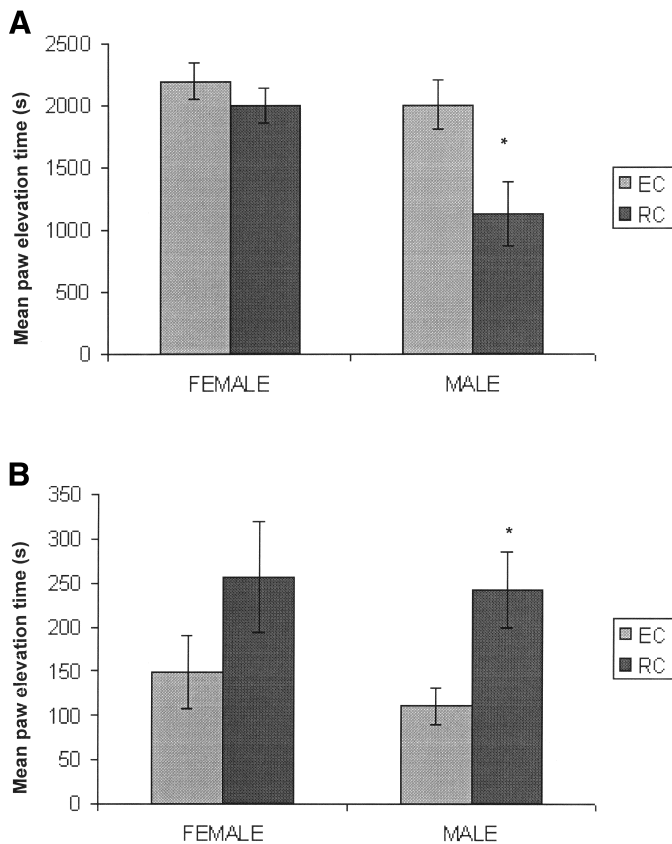 A
Mean paw elevation time (s)
2500
2000
1500
1000
500
0
FEMALE
MALE
*
EC
RC
B
Mean paw elevation time (s)
350
300
250
200
150
100
50
0
FEMALE
MALE
*
EC
RC